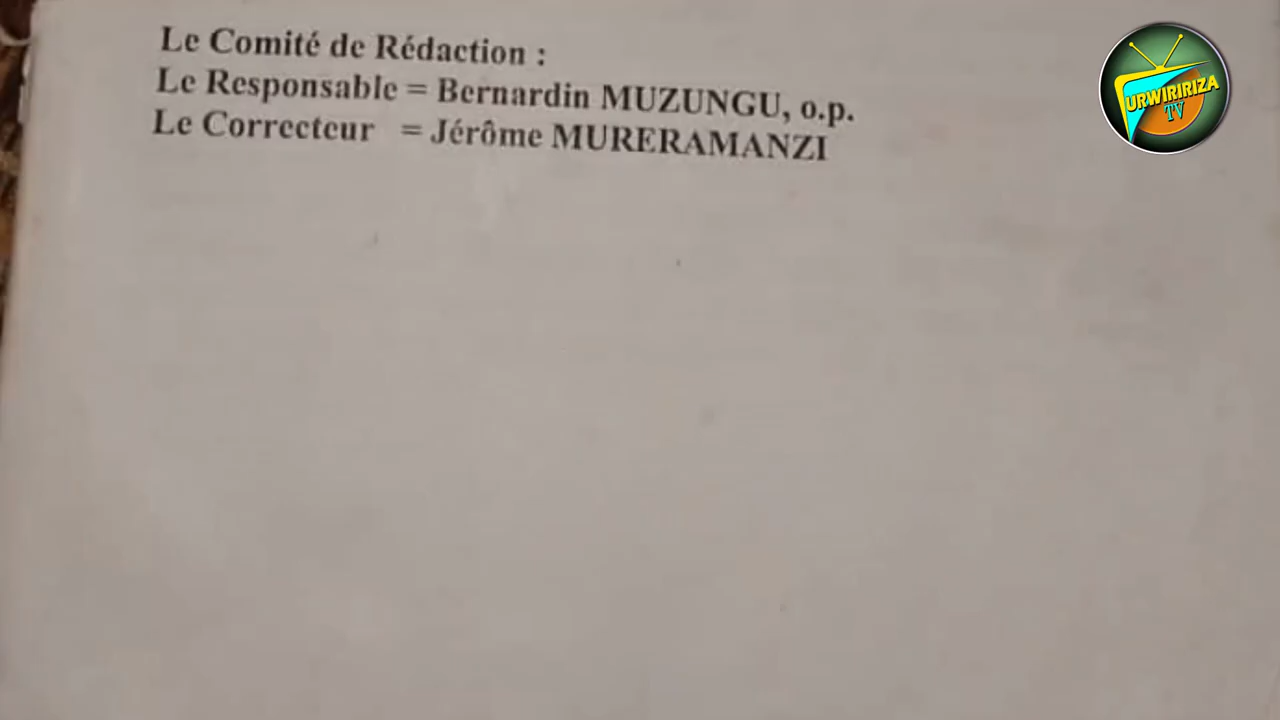 Le Comité de Rédaction :
Le Responsable = Bernardin MUZUNGU, o.p.
Le Correcteur = Jérôme MURERAMANZI
URWIRIRIZA
TV